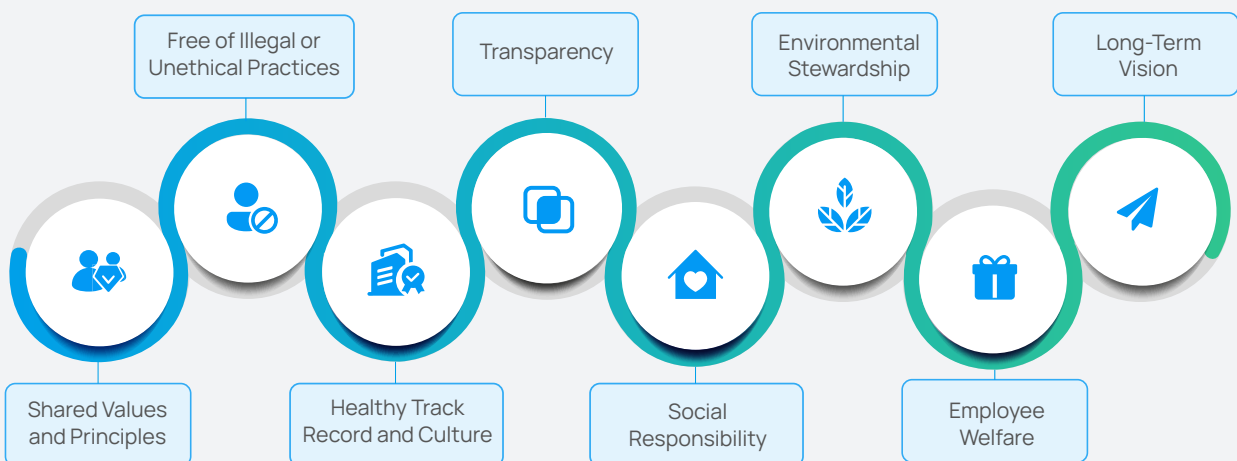 Free of Illegal or
Unethical Practices
Transparency
Environmental
Stewardship
Long-Term
Vision
Shared Values
and Principles
Healthy Track
Record and Culture
Social
Responsibility
Employee
Welfare